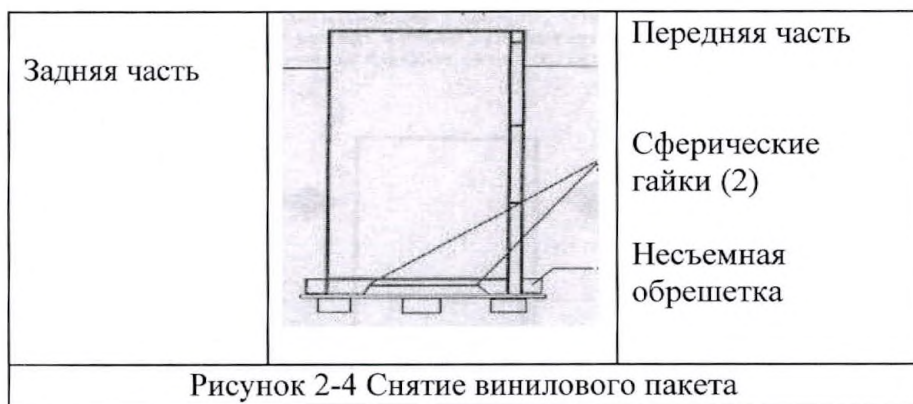 Задняя часть
Передняя часть
Сферические
гайки (2)
Несъемная
обрешетка
Рисунок 2-4 Снятие винилового пакета